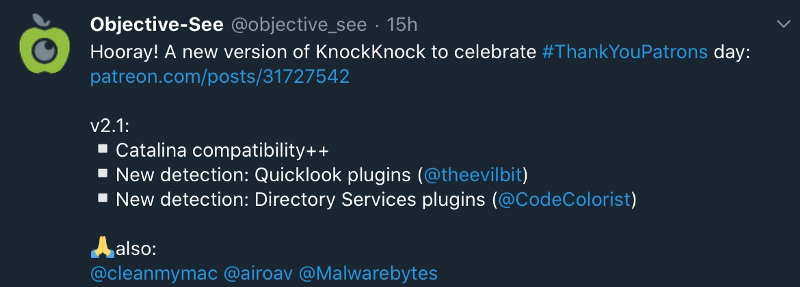 Objective-See @objective_see · 15h
Hooray! A new version of KnockKnock to celebrate #ThankYouPatrons day:
patreon.com/posts/31727542
v2.1:
▫️ Catalina compatibility++
▫️ New detection: Quicklook plugins (@theevilbit)
▫️ New detection: Directory Services plugins (@CodeColorist)
🙏also:
@cleanmymac @airoav @Malwarebytes